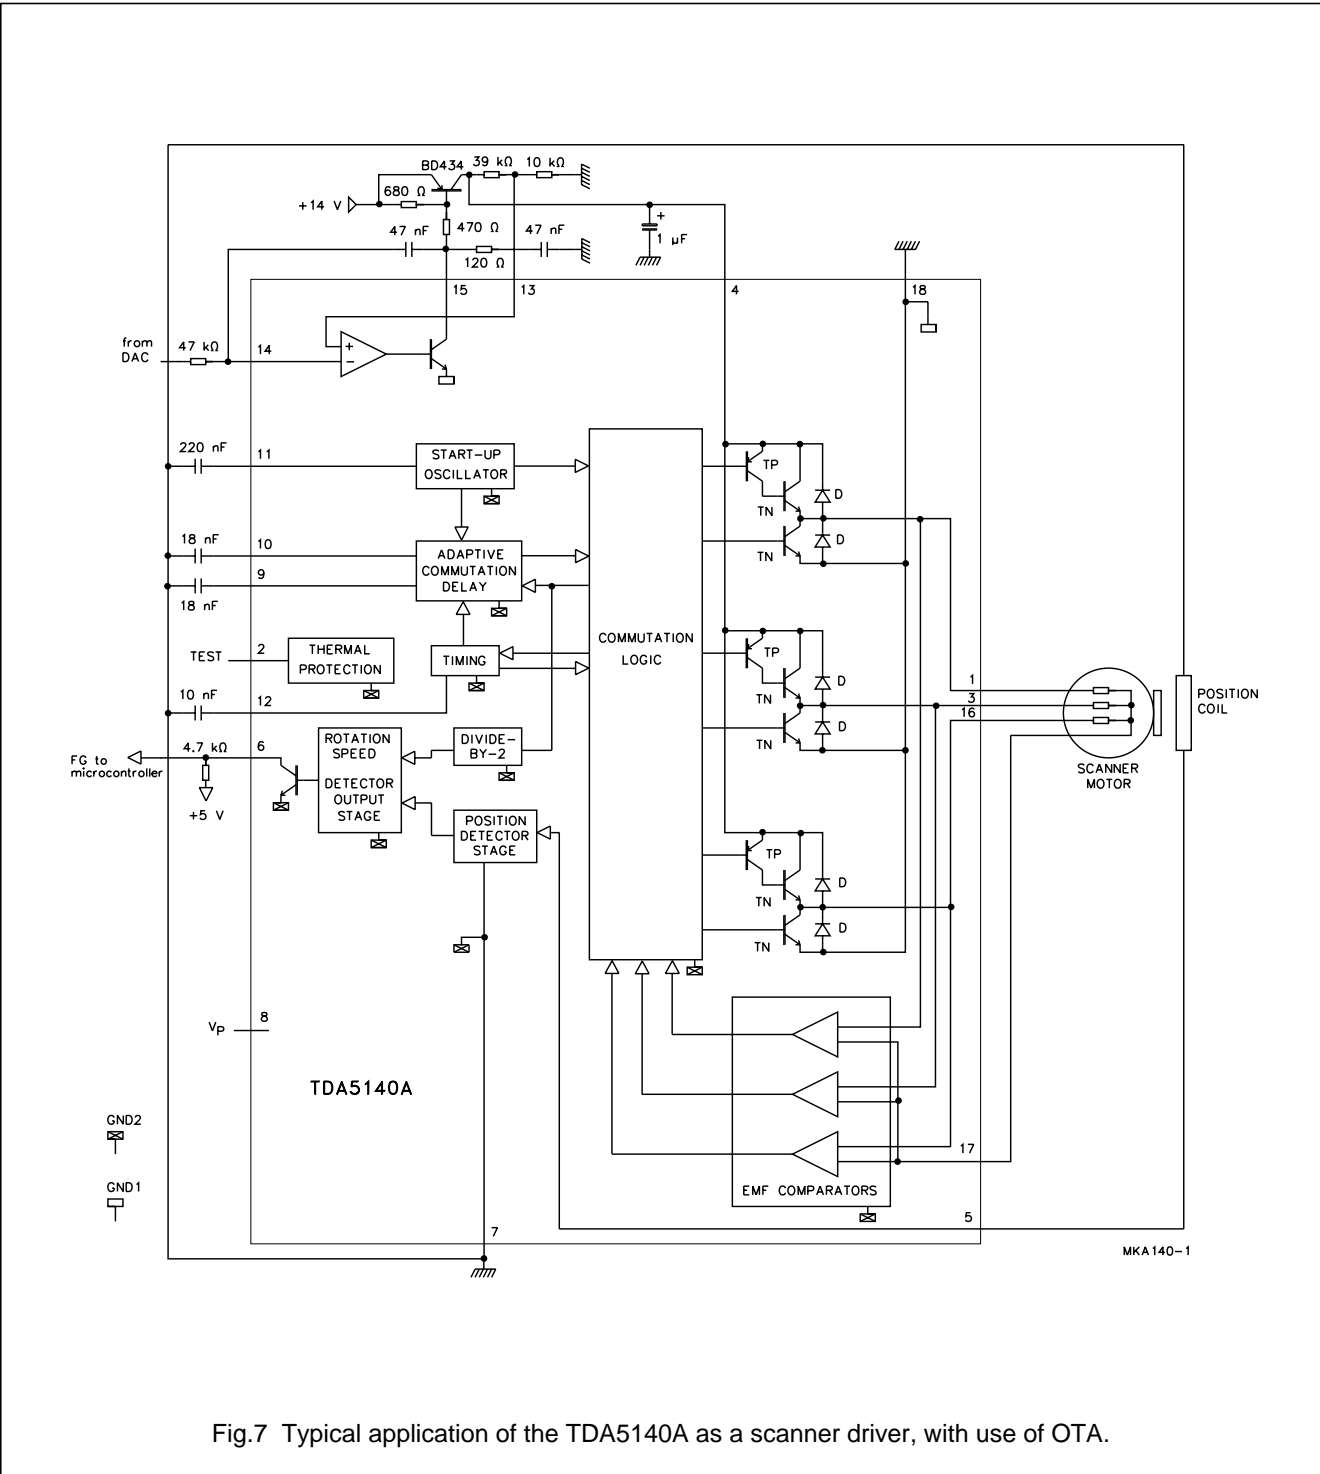 BD434
39 kΩ
10 kΩ
680 Ω
+14 V
47 nF
470 Ω
47 nF
120 Ω
+
1 µF
15
13
4
18
from
DAC
47 kΩ
14
+
−
220 nF
11
START-UP
OSCILLATOR
TP
TN
D
D
TN
18 nF
10
ADAPTIVE
COMMUTATION
DELAY
9
18 nF
COMMUTATION
LOGIC
TEST
2
THERMAL
PROTECTION
TIMING
TP
TN
D
D
TN
10 nF
12
1
3
16
POSITION
COIL
SCANNER
MOTOR
FG to
microcontroller
4.7 kΩ
6
+5 V
ROTATION
SPEED
DETECTOR
OUTPUT
STAGE
DIVIDE-
BY-2
POSITION
DETECTOR
STAGE
TP
TN
D
D
TN
VP
8
TDA5140A
GND2
GND1
17
EMF COMPARATORS
5
7
MKA140-1
Fig.7 Typical application of the TDA5140A as a scanner driver, with use of OTA.